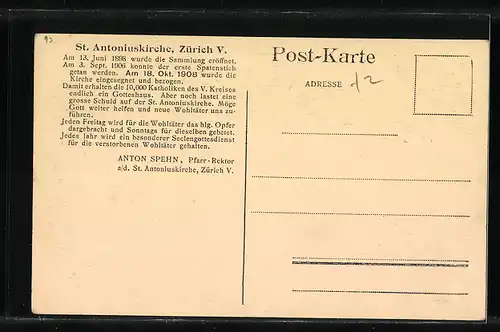 92
St. Antoniuskirche, Zürich V.
Am 13. Juni 1898 wurde die Sammlung eröffnet.
Am 3. Sept. 1906 konnte der erste Spatenstich
getan werden. Am 18. Okt. 1908 wurde die
Kirche eingesegnet und bezogen.
Damit erhalten die 10,000 Katholiken des V. Kreises
endlich ein Gotteshaus. Aber noch lastet eine
grosse Schuld auf der St. Antoniuskirche. Möge
Gott weiter helfen und neue Wohltäter uns zu-
führen.
Jeden Freitag wird für die Wohltäter das hlg. Opfer
dargebracht und Sonntags für dieselben gebetet.
Jedes Jahr wird ein besonderer Seelengottesdienst
für die verstorbenen Wohltäter gehalten.
ANTON SPEHN, Pfarr-Rektor
a/d. St. Antoniuskirche, Zürich V.
Post-Karte
ADRESSE